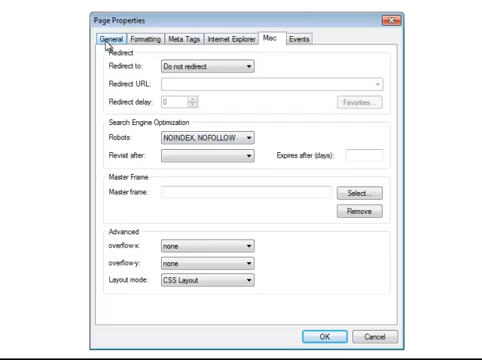 Page Properties
General Formatting Meta Tags Internet Explorer Misc Events
Redirect
Redirect to: Do not redirect
Redirect URL:
Redirect delay: 0 Favorites...
Search Engine Optimization
Robots: NOINDEX, NOFOLLOW
Revisit after: Expires after (days):
Master Frame
Master frame: Select...
Remove
Advanced
overflow-x: none
overflow-y: none
Layout mode: CSS Layout
OK Cancel